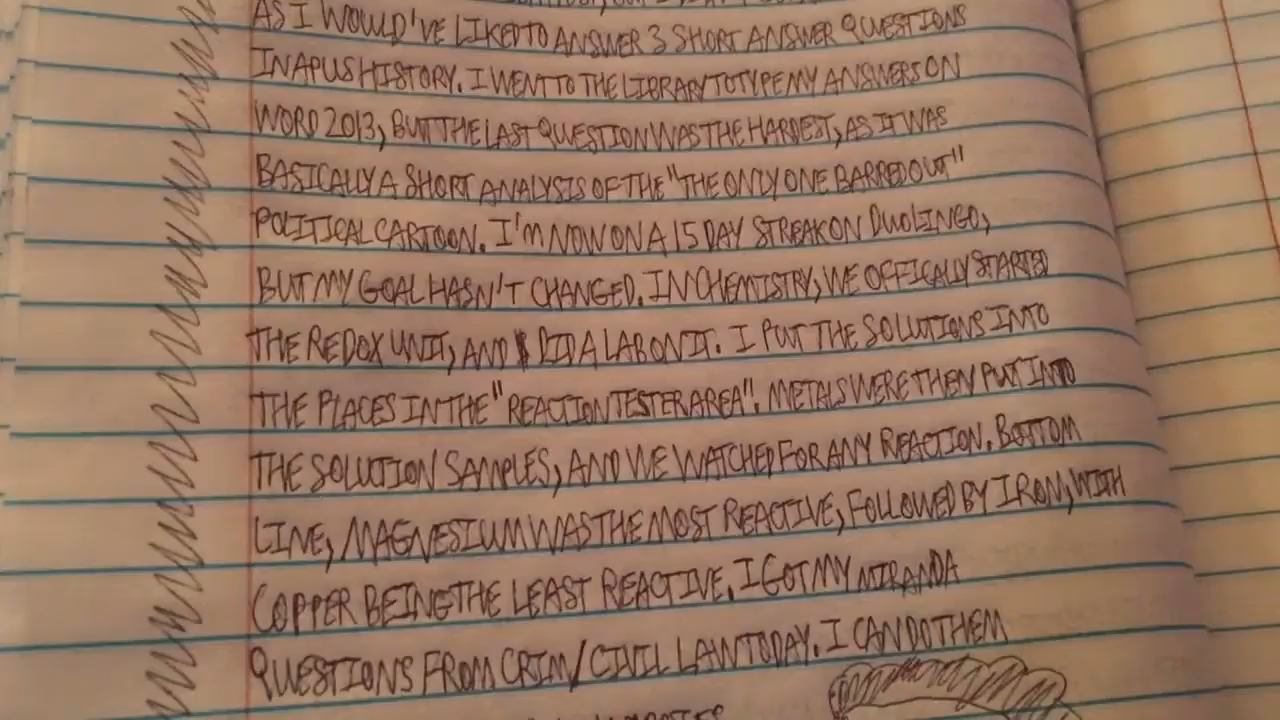 AS I WOULD'VE LIKED TO ANSWER 3 SHORT ANSWER QUESTIONS
IN APUSHISTORY. I WENT TO THE LIBRARY TO TYPE MY ANSWERS ON
WORD 2013, BUT THE LAST QUESTION WAS THE HARDEST, AS IT WAS
BASICALLY A SHORT ANALYSIS OF THE "THE ONLY ONE BARRED OUT"
POLITICAL CARTOON. I'M NOW ON A 15 DAY STREAK ON DUOLINGO,
BUT MY GOAL HASN'T CHANGED. IN CHEMISTRY, WE OFFICALLY STARTED
THE REDOX UNIT, AND DID A LAB ON IT. I PUT THE SOLUTIONS INTO
THE PLACES IN THE "REACTION TESTER AREA". METALS WERE THEN PUT INTO
THE SOLUTION SAMPLES, AND WE WATCHED FOR ANY REACTION. BOTTOM
LINE, MAGNESIUM WAS THE MOST REACTIVE, FOLLOWED BY IRON, WITH
COPPER BEING THE LEAST REACTIVE. I GOT MY MIRANDA
QUESTIONS FROM CRIM/CIVIL LAW TODAY. I CAN DO THEM